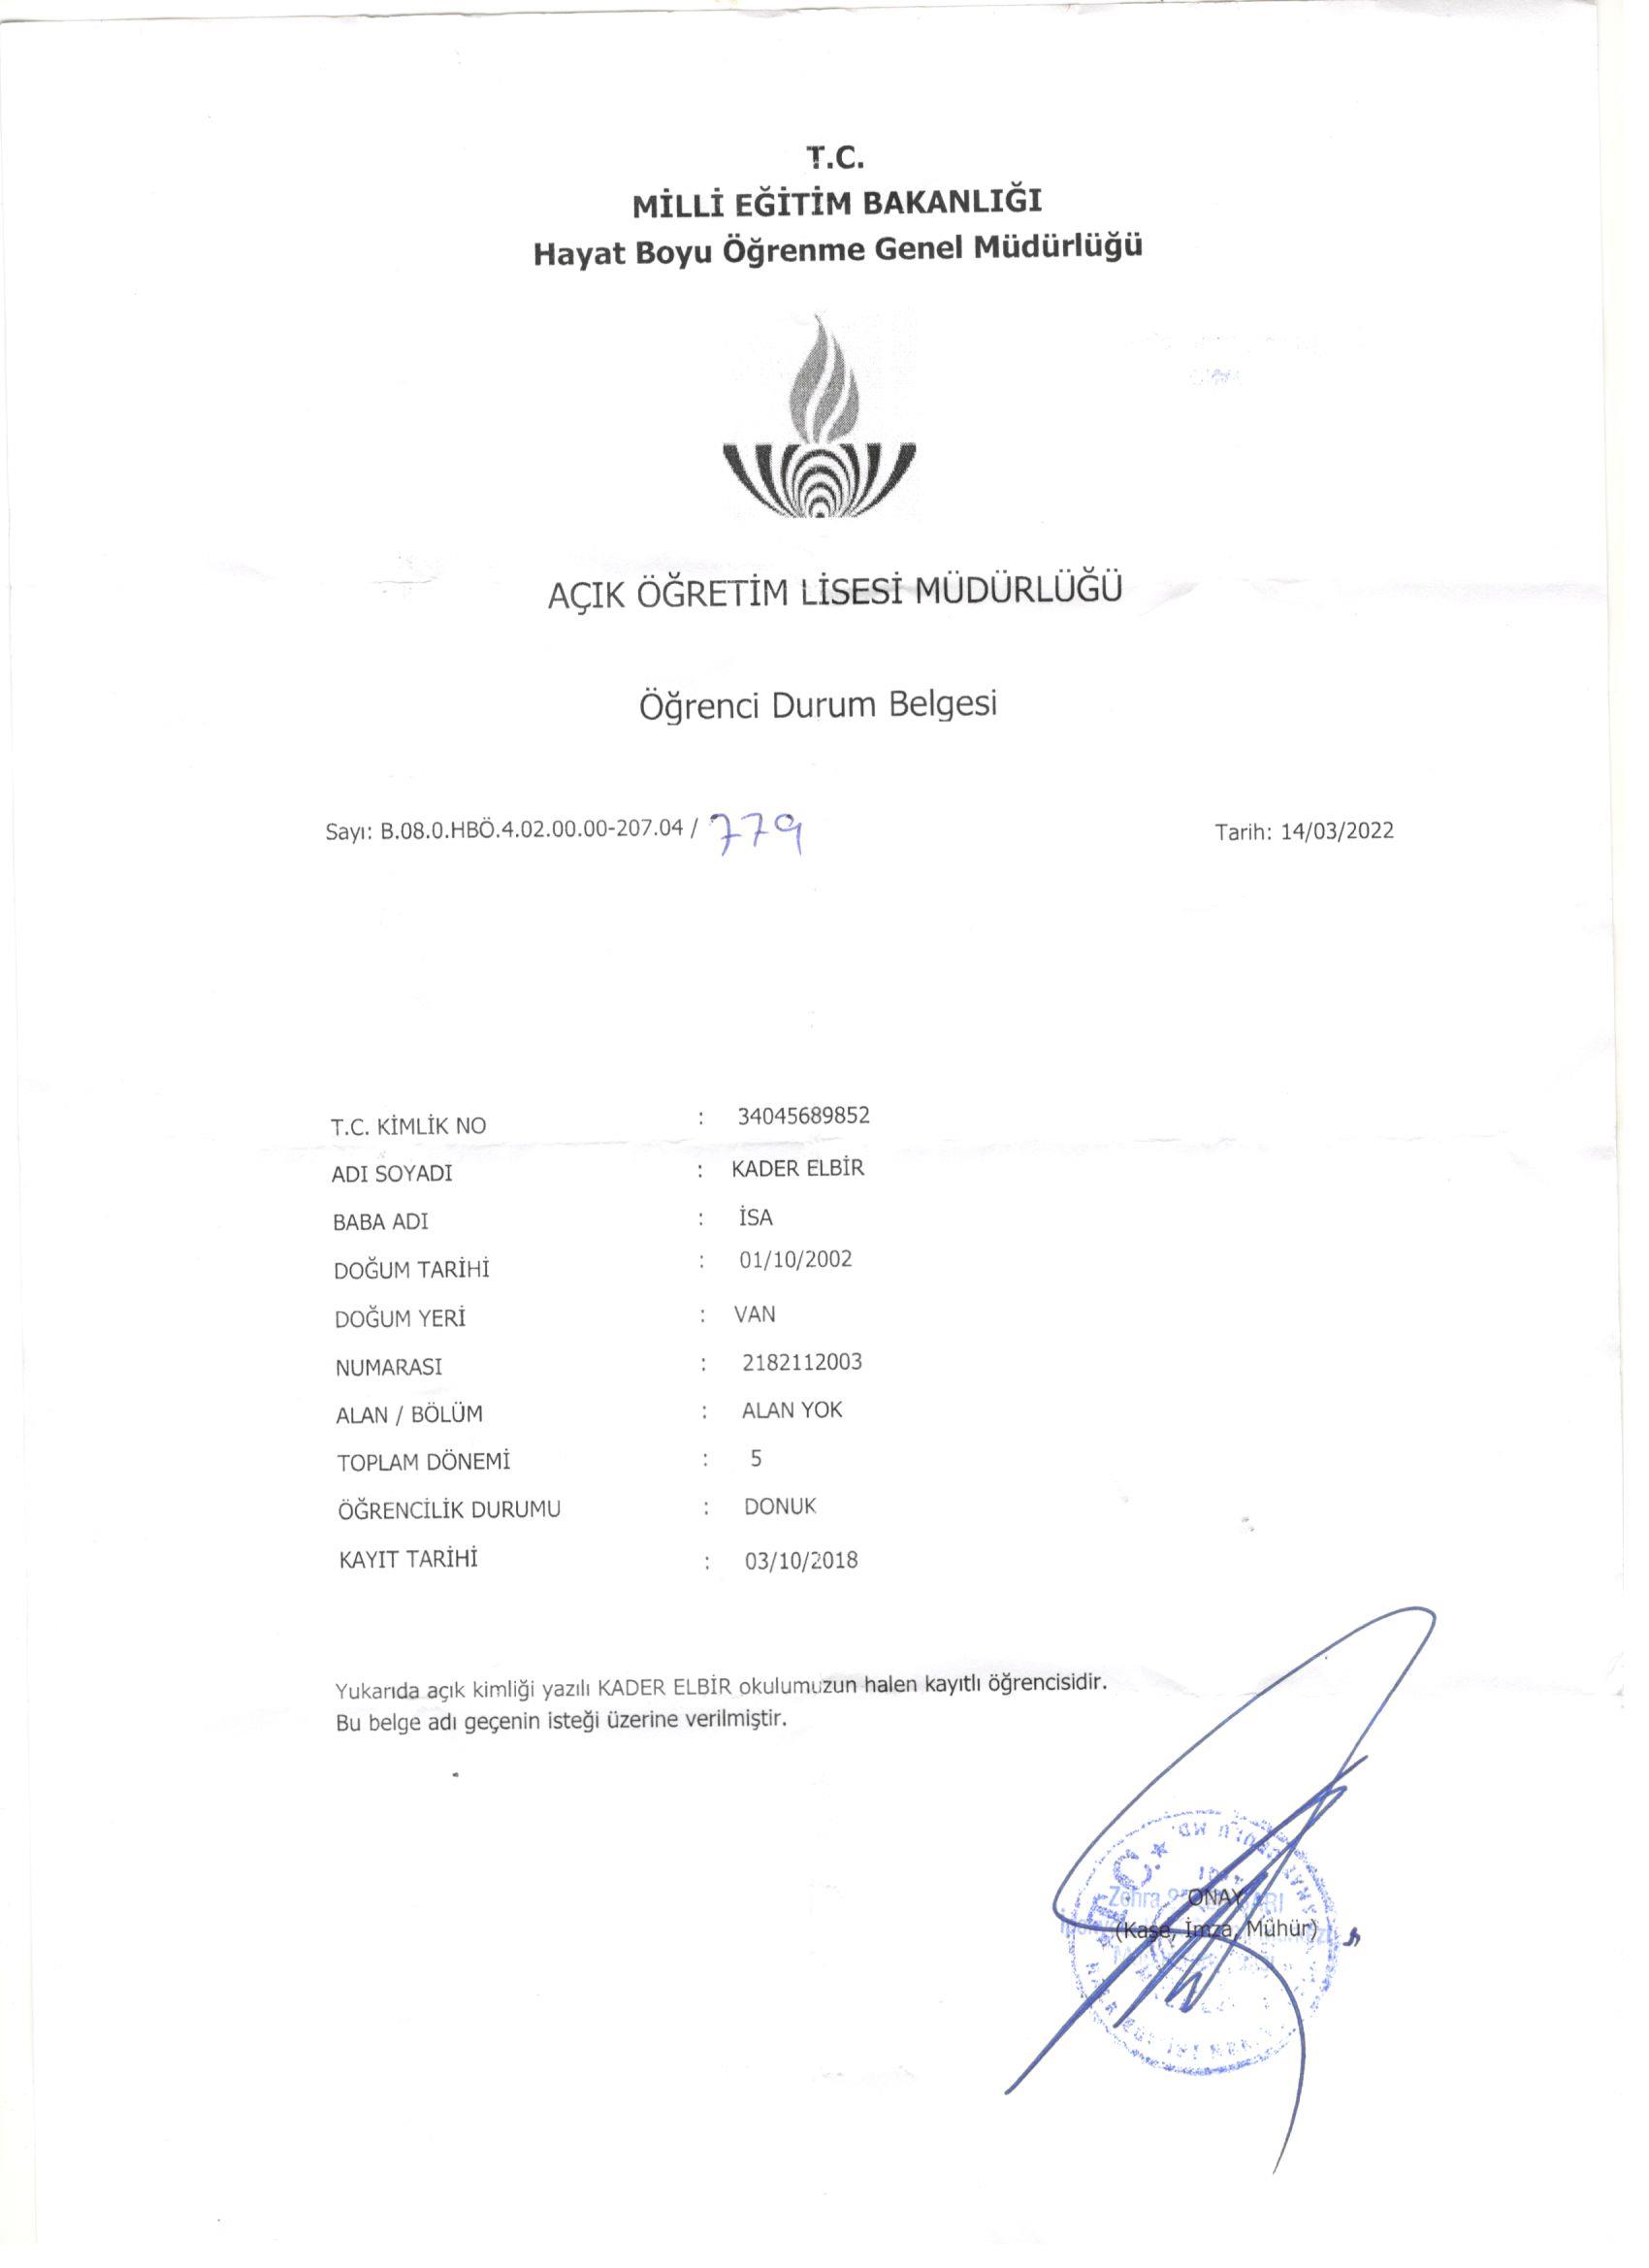 T.C.
MİLLİ EĞİTİM BAKANLIĞI
Hayat Boyu Öğrenme Genel Müdürlüğü
AÇIK ÖĞRETİM LİSESİ MÜDÜRLÜĞÜ
Öğrenci Durum Belgesi
Sayı: B.08.0.HBÖ.4.02.00.00-207.04 / 779 Tarih: 14/03/2022
T.C. KİMLİK NO : 34045689852
ADI SOYADI : KADER ELBİR
BABA ADI : İSA
DOĞUM TARİHİ : 01/10/2002
DOĞUM YERİ : VAN
NUMARASI : 2182112003
ALAN / BÖLÜM : ALAN YOK
TOPLAM DÖNEMİ : 5
ÖĞRENCİLİK DURUMU : DONUK
KAYIT TARİHİ : 03/10/2018
Yukarıda açık kimliği yazılı KADER ELBİR okulumuzun halen kayıtlı öğrencisidir.
Bu belge adı geçenin isteği üzerine verilmiştir.
T.C.
Zehra
ONAY
(Kaşe, İmza, Mühür)